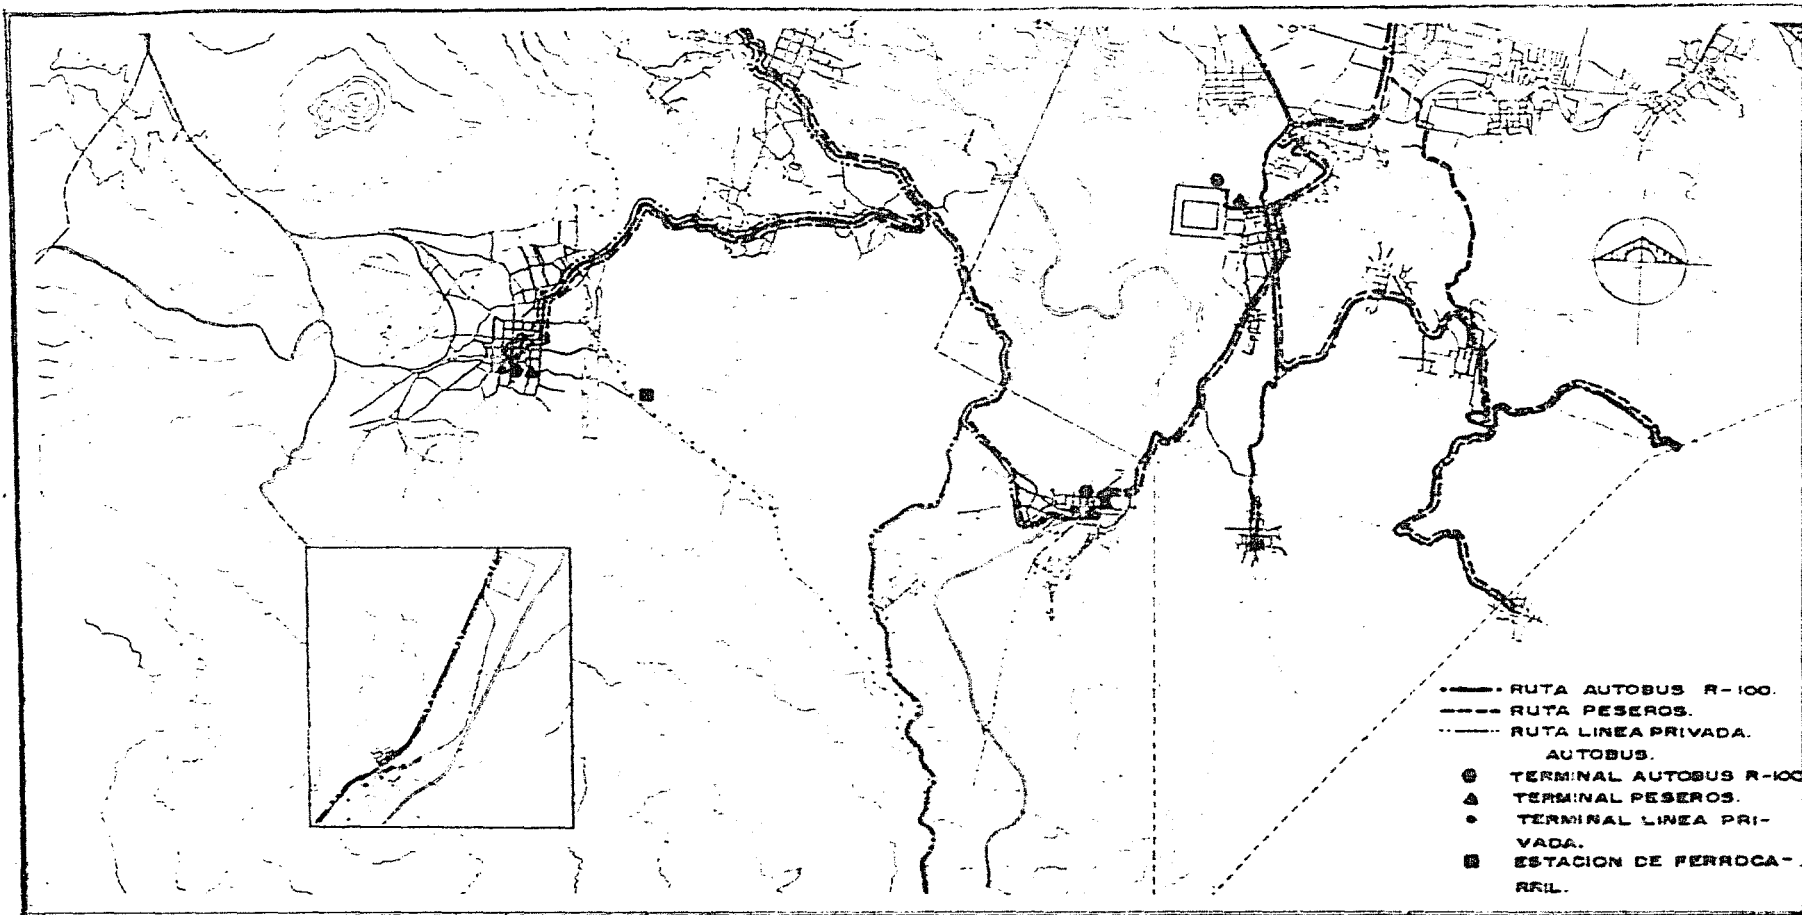 RUTA AUTOBUS R-100.
RUTA PESEROS.
RUTA LINEA PRIVADA.
AUTOBUS.
TERMINAL AUTOBUS R-100
TERMINAL PESEROS.
TERMINAL LINEA PRI-
VADA.
ESTACION DE FERROCA-
RRIL.